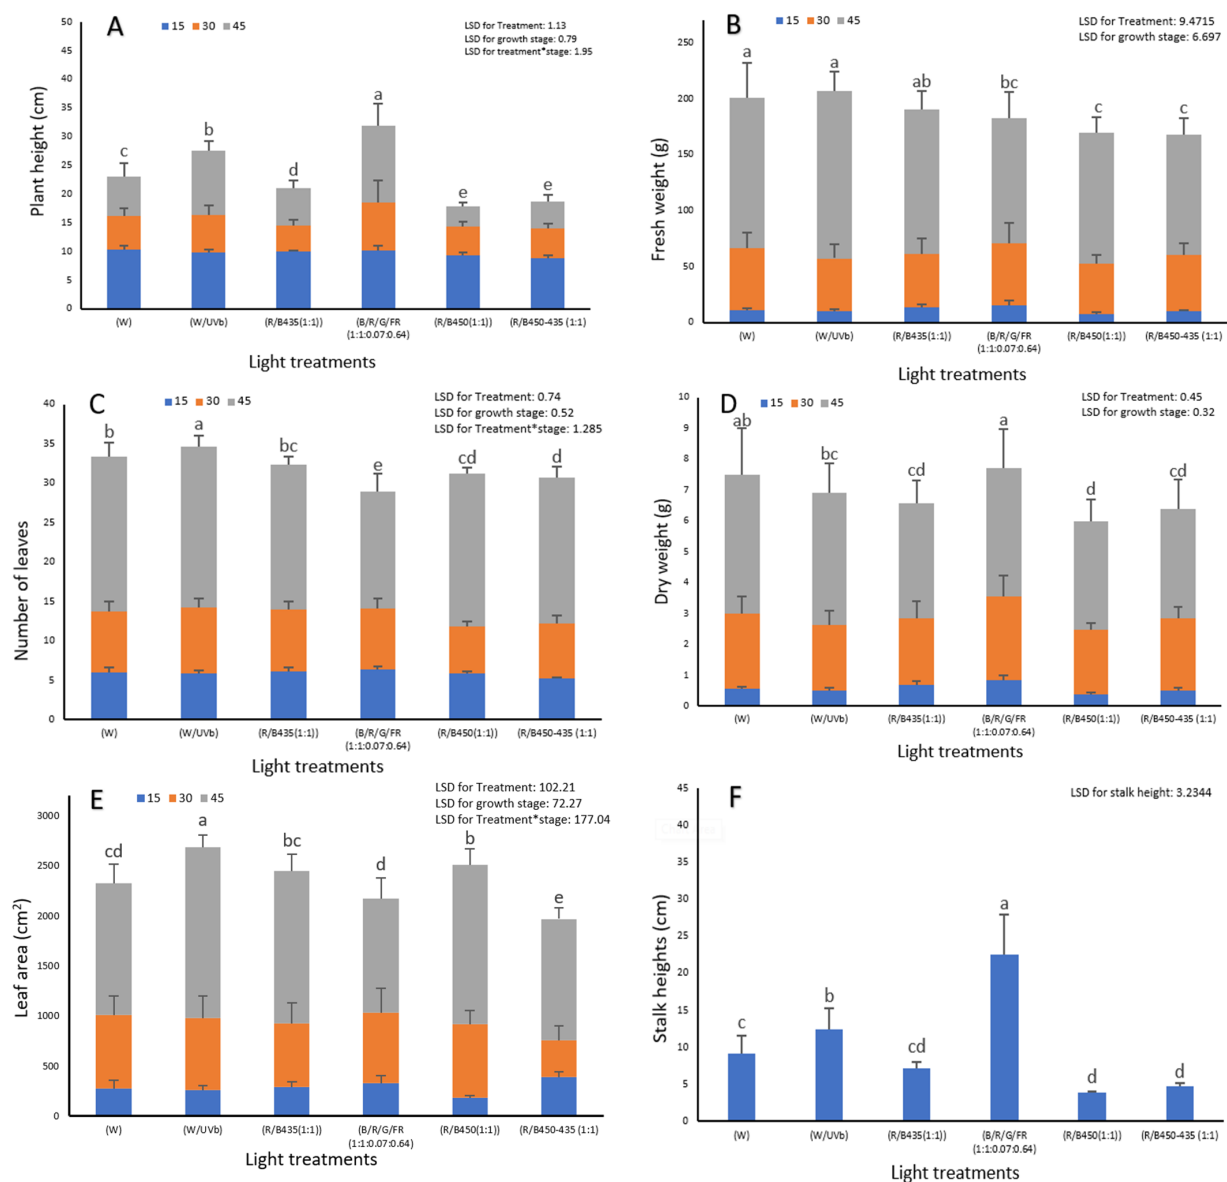 A
15 30 45
LSD for Treatment: 1.13
LSD for growth stage: 0.79
LSD for treatment*stage: 1.95
Plant height (cm)
50
45
40
35
30
25
20
15
10
5
0
c
b
d
a
e
e
(W)
(W/UVb)
(R/B435(1:1))
(B/R/G/FR
(1:1:0.07:0.64)
(R/B450(1:1))
(R/B450-435 (1:1)
Light treatments
B
15 30 45
LSD for Treatment: 9.4715
LSD for growth stage: 6.697
Fresh weight (g)
250
200
150
100
50
0
a
a
ab
bc
c
c
(W)
(W/UVb)
(R/B435(1:1))
(B/R/G/FR
(1:1:0.07:0.64)
(R/B450(1:1))
(R/B450-435 (1:1)
Light treatments
C
15 30 45
LSD for Treatment: 0.74
LSD for growth stage: 0.52
LSD for Treatment*stage: 1.285
Number of leaves
40
35
30
25
20
15
10
5
0
b
a
bc
e
cd
d
(W)
(W/UVb)
(R/B435(1:1))
(B/R/G/FR
(1:1:0.07:0.64)
(R/B450(1:1))
(R/B450-435 (1:1)
Light treatments
D
15 30 45
LSD for Treatment: 0.45
LSD for growth stage: 0.32
Dry weight (g)
10
9
8
7
6
5
4
3
2
1
0
ab
bc
cd
a
d
cd
(W)
(W/UVb)
(R/B435(1:1))
(B/R/G/FR
(1:1:0.07:0.64)
(R/B450(1:1))
(R/B450-435 (1:1)
Light treatments
E
15 30 45
LSD for Treatment: 102.21
LSD for growth stage: 72.27
LSD for Treatment*stage: 177.04
Leaf area (cm²)
3000
2500
2000
1500
1000
500
0
cd
a
bc
d
b
e
(W)
(W/UVb)
(R/B435(1:1))
(B/R/G/FR
(1:1:0.07:0.64)
(R/B450(1:1))
(R/B450-435 (1:1)
Light treatments
F
LSD for stalk height: 3.2344
Stalk heights (cm)
45
40
35
30
25
20
15
10
5
0
c
b
cd
a
d
d
(W)
(W/UVb)
(R/B435(1:1))
(B/R/G/FR
(1:1:0.07:0.64)
(R/B450(1:1))
(R/B450-435 (1:1)
Light treatments